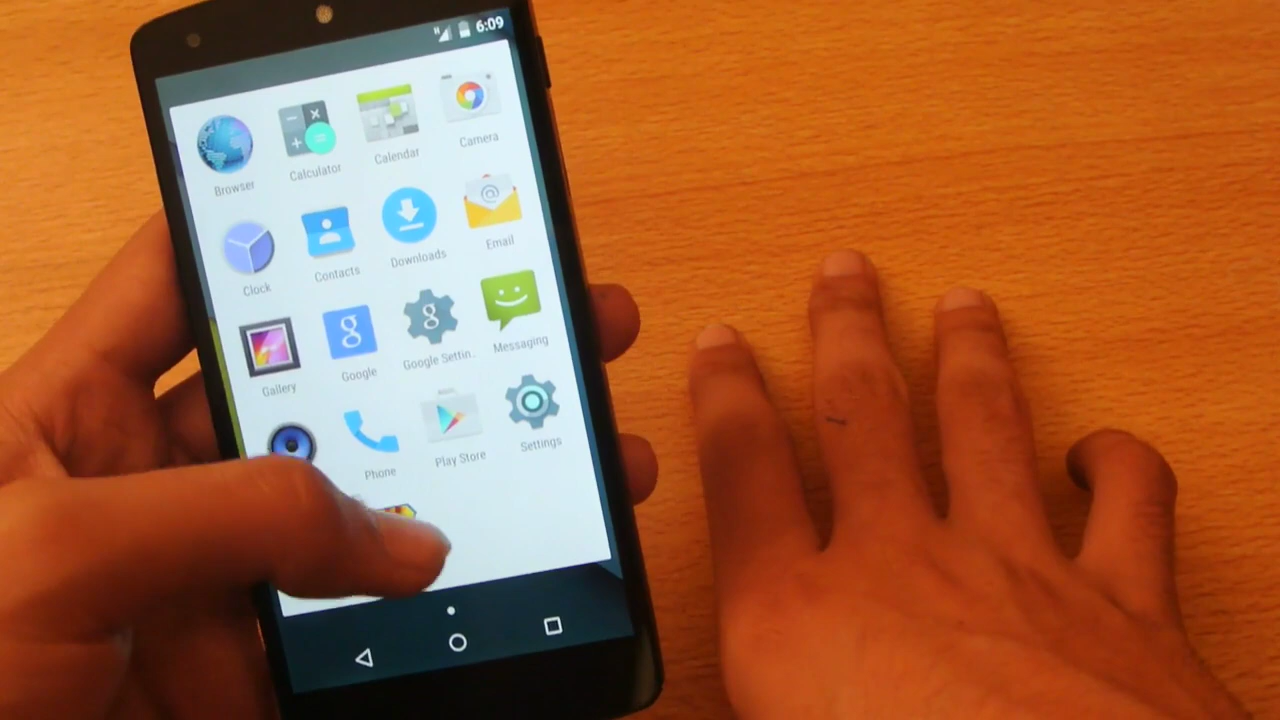 H 6:09
Browser Calculator Calendar Camera
Clock Contacts Downloads @ Email
Gallery g Google g Google Settin.. Messaging
Phone Play Store Settings